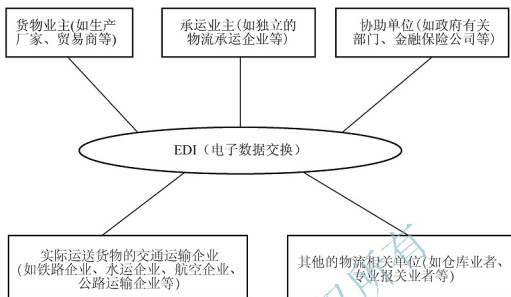 货物业主(如生产
厂家、贸易商等)
承运业主(如独立的
物流承运企业等)
协助单位(如政府有关
部门、金融保险公司等)
EDI（电子数据交换）
实际运送货物的交通运输企业
(如铁路企业、水运企业、航空企业、
公路运输企业等)
其他的物流相关单位(如仓库业者、
专业报关业者等)
所有